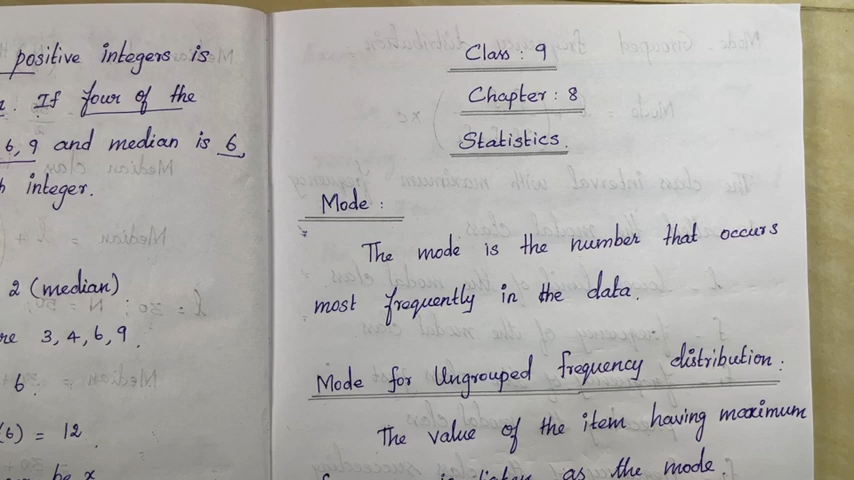 positive integers is
If four of the
6, 9 and median is 6,
integer.
2 (median)
3, 4, 6, 9.
6.
(6) = 12
be x
Class : 9
Chapter : 8
Statistics.
Mode :
The mode is the number that occurs
most frequently in the data.
Mode for Ungrouped frequency distribution :
The value of the item having maximum
as the mode.